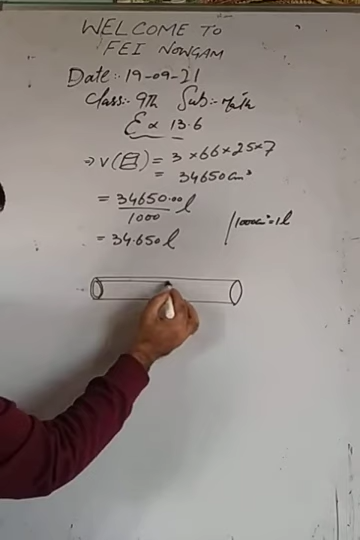 WELCOME TO
FEI NOWGAM
Date:- 19-09-21
Class:- 9th Sub:- Math
Ex 13.6
⇒ V( ) = 3 × 66 × 25 × 7
= 34650 cm³
= 34650.00/1000 l
1000cm³ = 1l
= 34.650 l